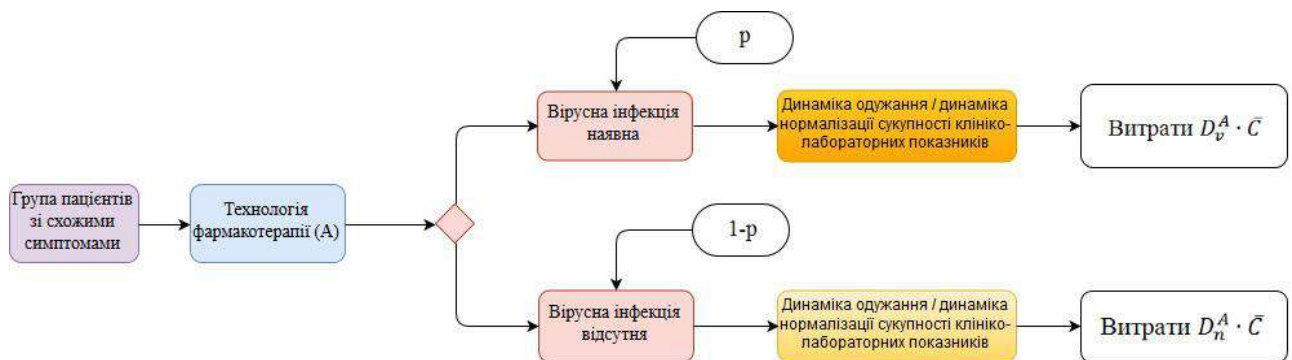 p
Вірусна інфекція
наявна
Динаміка одужання / динаміка
нормалізації сукупності клініко-
лабораторних показників
Витрати $D_v^A \cdot \bar{C}$
Група пацієнтів
зі схожими
симптомами
Технологія
фармакотерапії (А)
1-p
Вірусна інфекція
відсутня
Динаміка одужання / динаміка
нормалізації сукупності клініко-
лабораторних показників
Витрати $D_n^A \cdot \bar{C}$